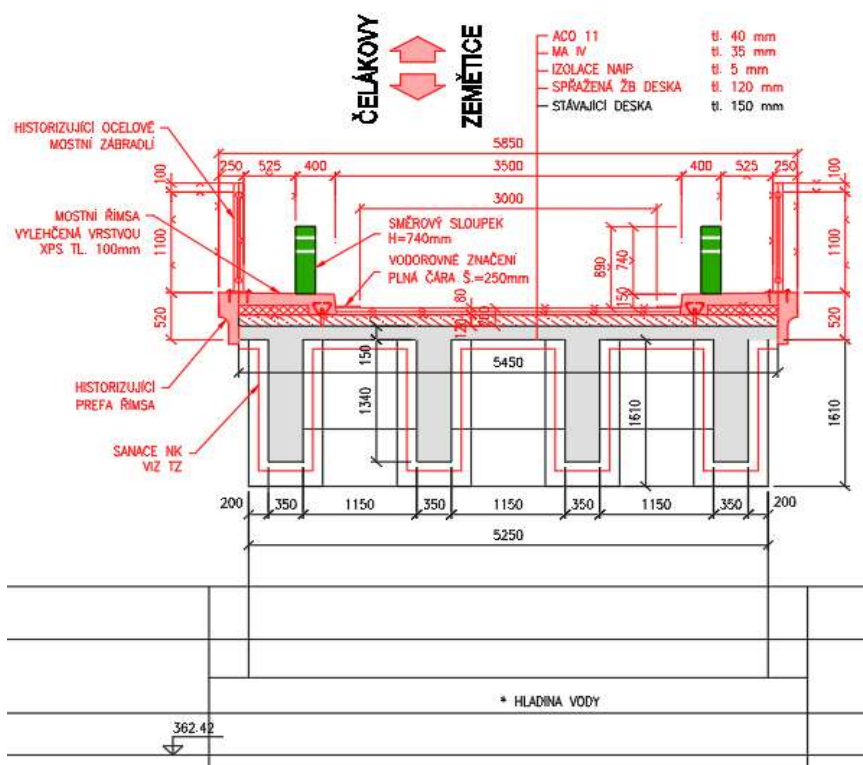 ČELÁKOVY
ZEMĚTICE
ACO 11 tl. 40 mm
MA IV tl. 35 mm
IZOLACE NAIP tl. 5 mm
SPŘAŽENÁ ŽB DESKA tl. 120 mm
STÁVAJÍCÍ DESKA tl. 150 mm
HISTORIZUJÍCÍ OCELOVÉ
MOSTNÍ ZÁBRADLÍ
5850
250 525 400 3500 400 525 250
100
100
3000
MOSTNÍ ŘÍMSA
VYLEHČENÁ VRSTVOU
XPS TL. 100mm
SMĚROVÝ SLOUPEK
H=740mm
VODOROVNÉ ZNAČENÍ
PLNÁ ČÁRA Š.=250mm
1100
890
740
1100
150
80
520
120
520
150
5450
HISTORIZUJÍCÍ
PREFA ŘÍMSA
1340
1610
1610
SANACE NK
VIZ TZ
200 350 1150 350 1150 350 1150 350 200
5250
* HLADINA VODY
362.42